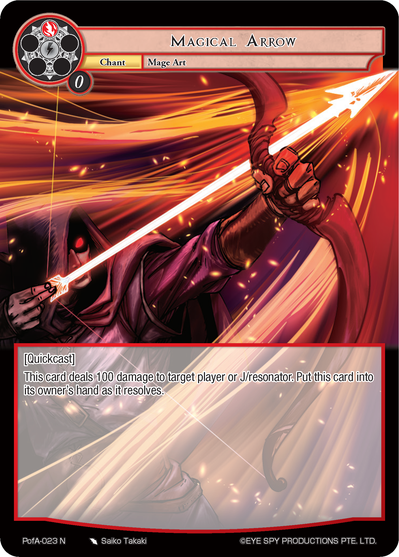 Magical Arrow
Chant Mage Art
0
[Quickcast]
This card deals 100 damage to target player or J/resonator. Put this card into
its owner's hand as it resolves.
PofA-023 N Saiko Takaki ©EYE SPY PRODUCTIONS PTE. LTD.